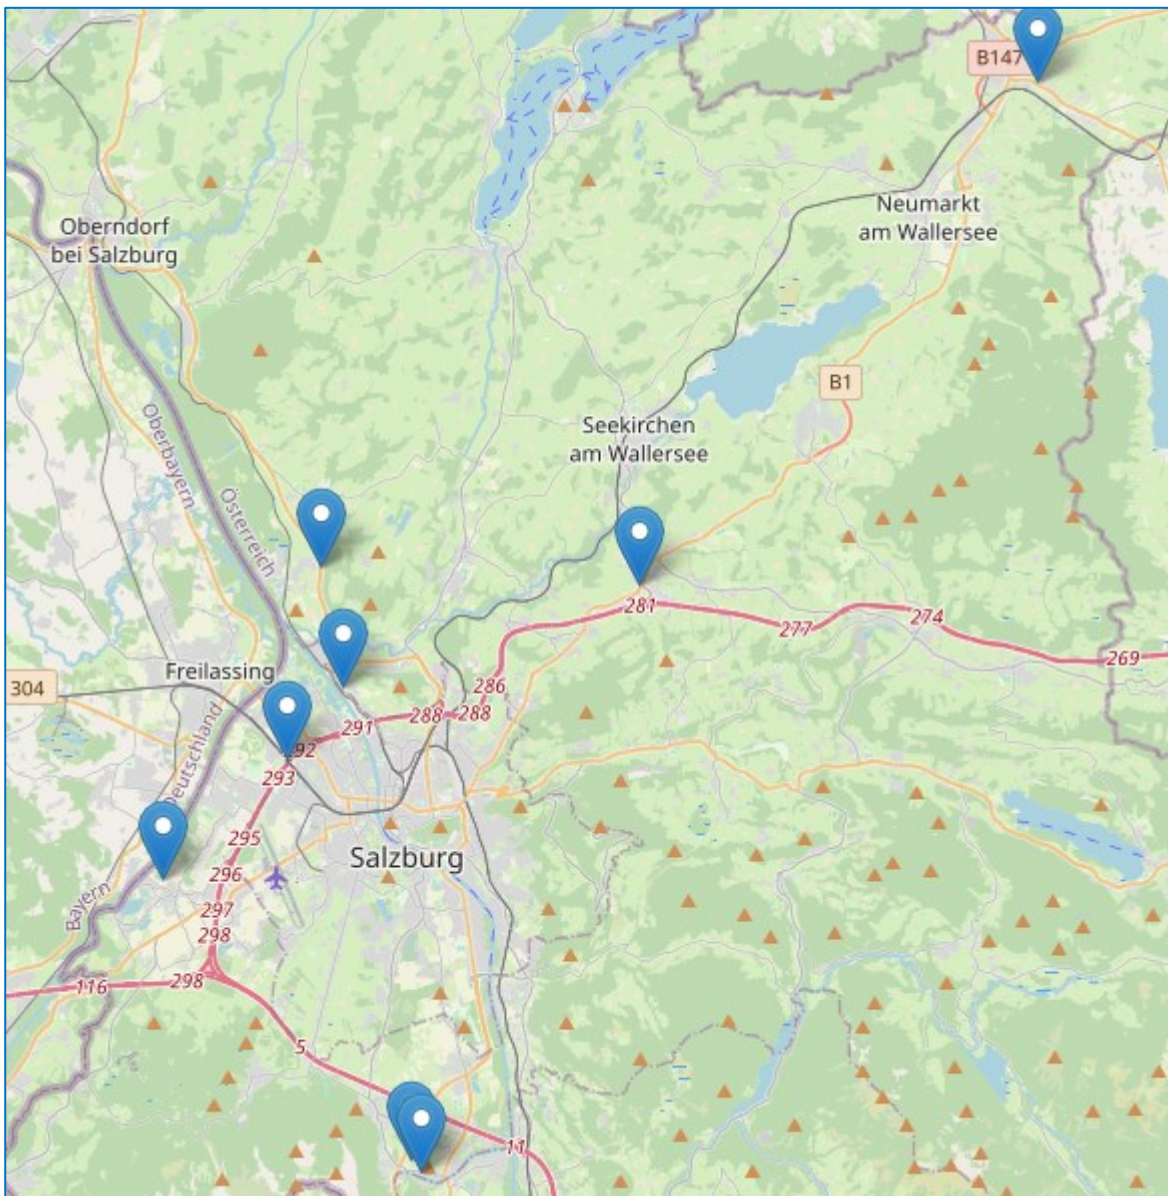 B147
Neumarkt
am Wallersee
Oberndorf
bei Salzburg
B1
Oberbayern
Österreich
Seekirchen
am Wallersee
281
277
274
269
Freilassing
304
286
291
288
288
92
293
Deutschland
295
Salzburg
296
Bayern
297
298
298
116
5
11